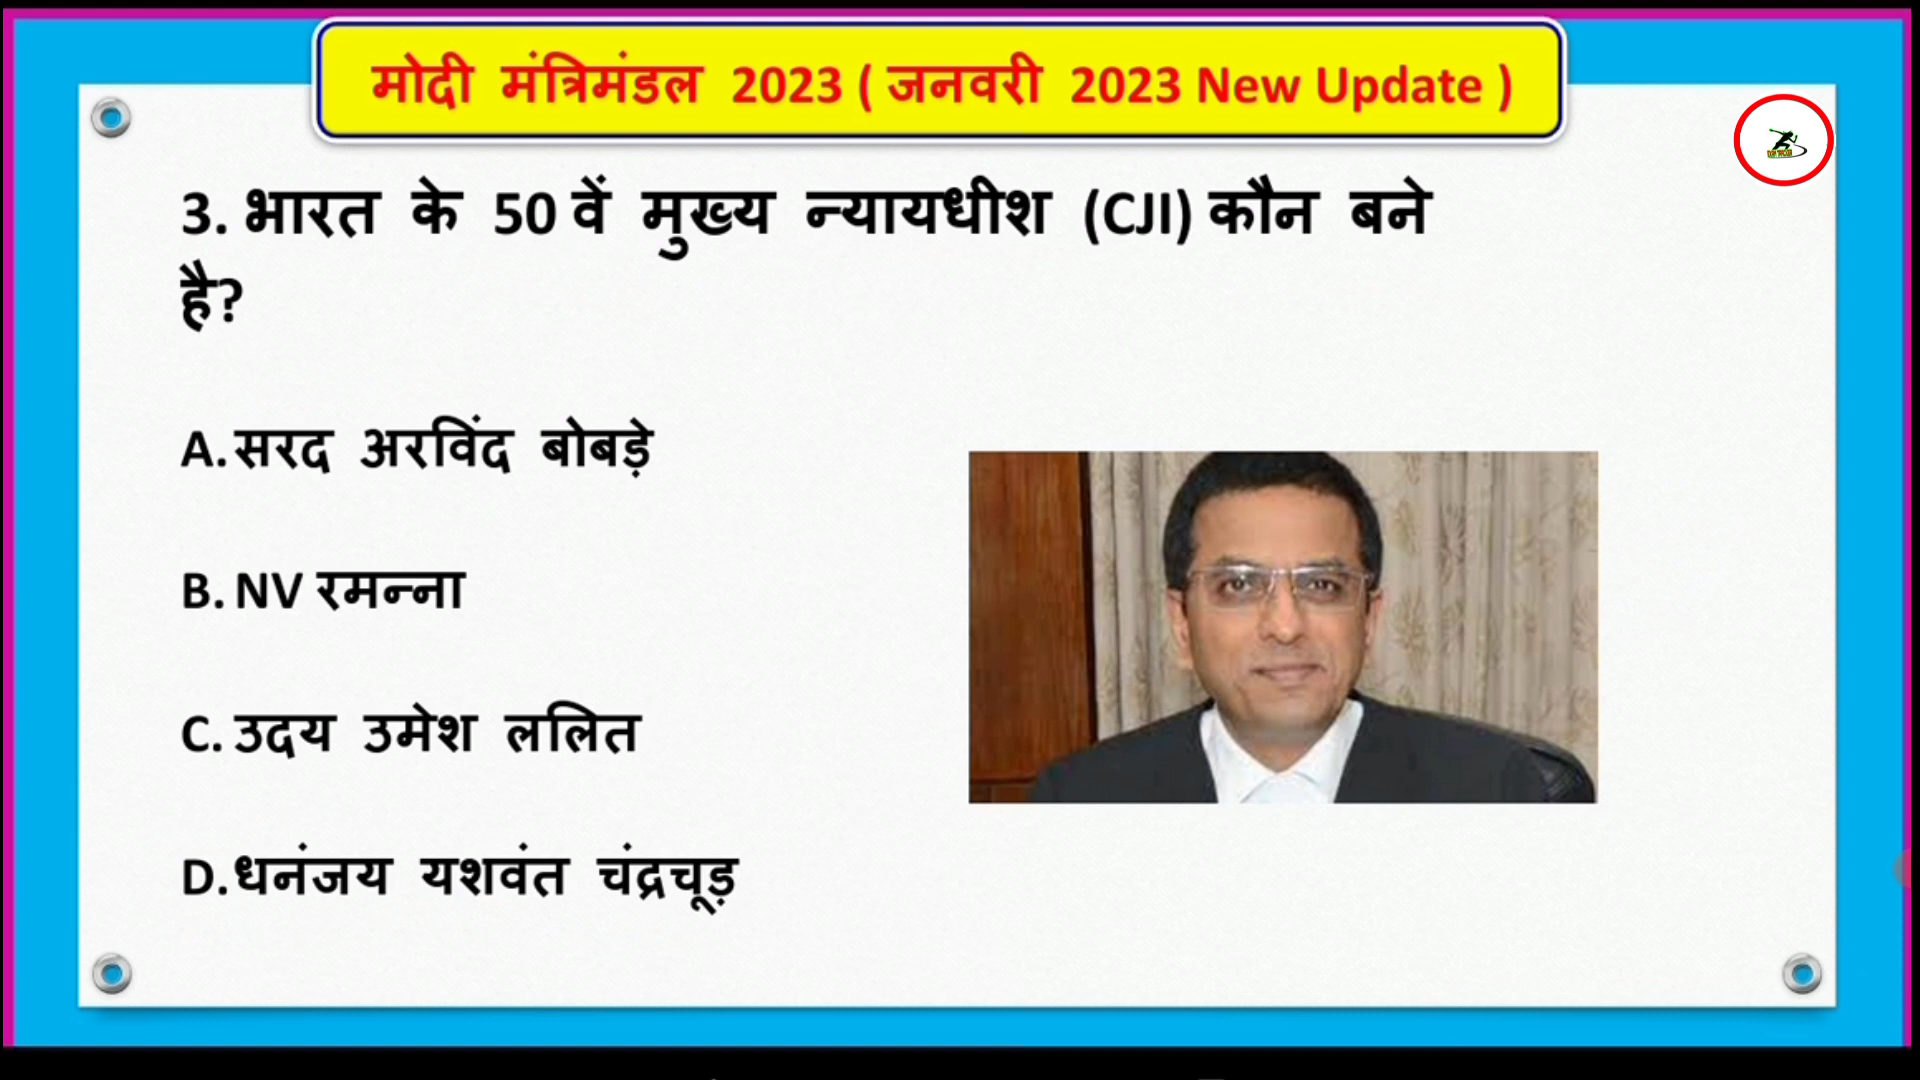 मोदी मंत्रिमंडल 2023 ( जनवरी 2023 New Update )
3. भारत के 50 वें मुख्य न्यायधीश (CJI) कौन बने
है?
A. सरद अरविंद बोबड़े
B. NV रमन्ना
C. उदय उमेश ललित
D. धनंजय यशवंत चंद्रचूड़